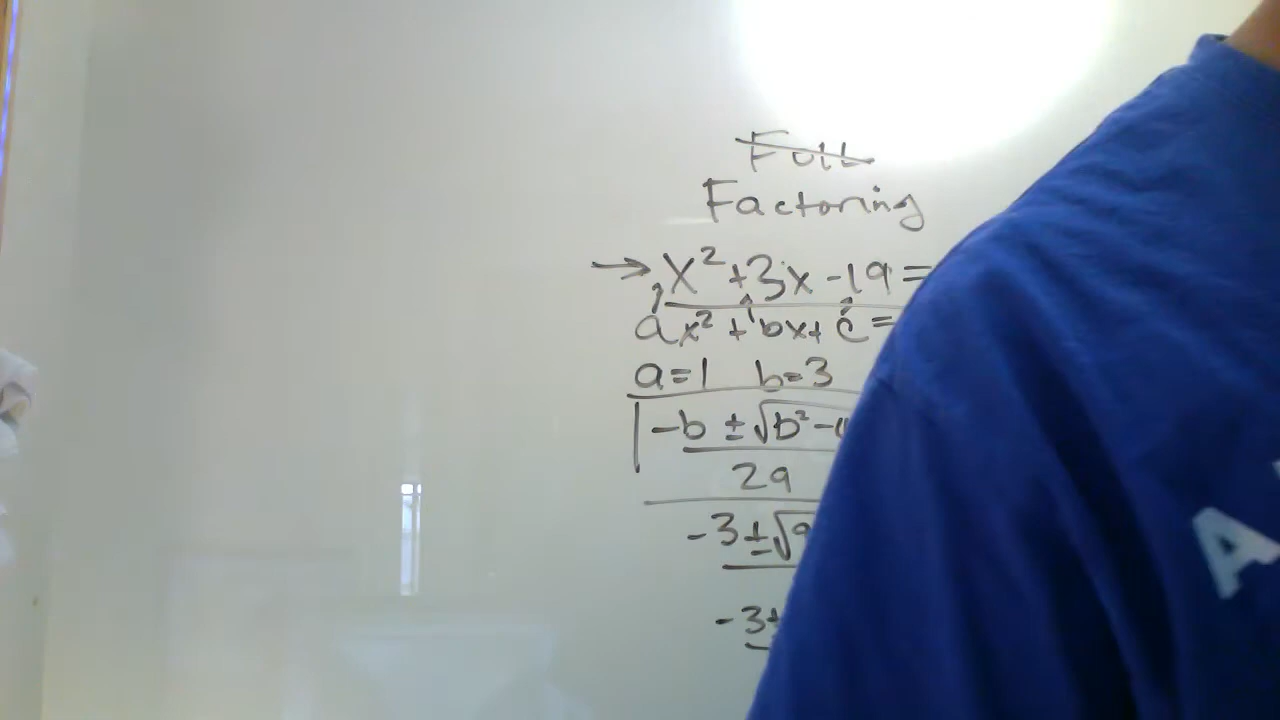 Foil
Factoring
→ x² + 3x - 19 =
ax² + bx + c =
a=1 b=3
-b ± √b² -
2a
-3 ± √9
-3 ±
A